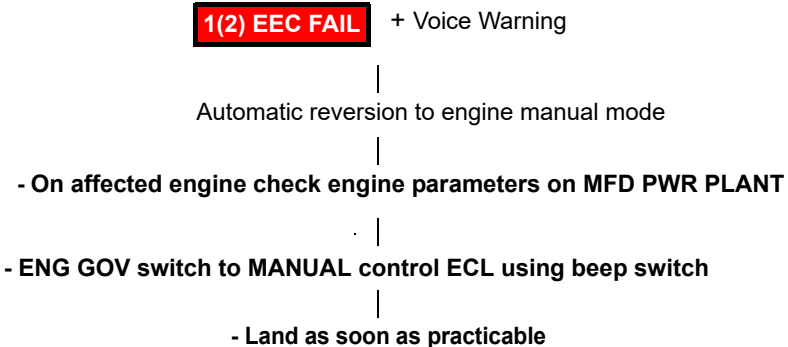 1(2) EEC FAIL + Voice Warning
Automatic reversion to engine manual mode
- On affected engine check engine parameters on MFD PWR PLANT
- ENG GOV switch to MANUAL control ECL using beep switch
- Land as soon as practicable